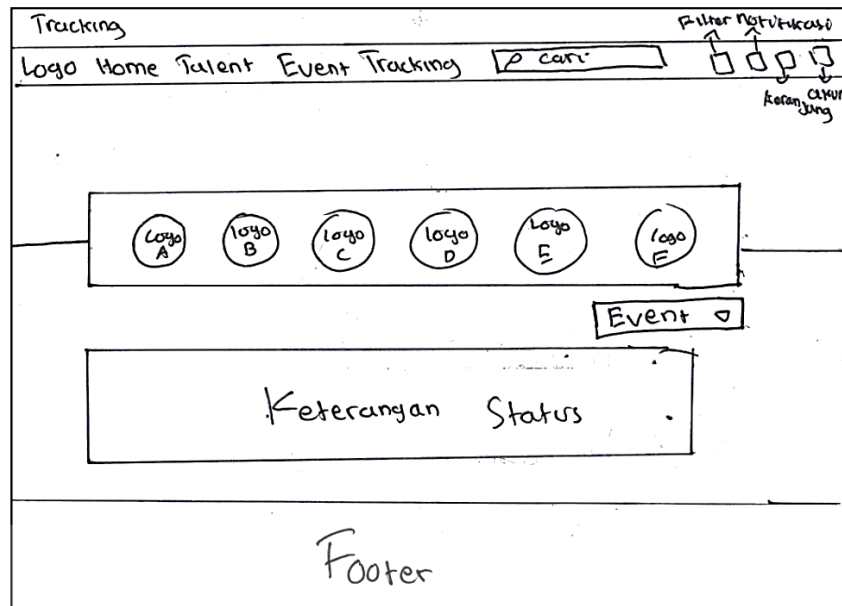 Tracking
Filter Notifikasi
Logo Home Talent Event Tracking cari
keranjang akun
Logo A
logo B
logo C
logo D
Logo E
logo F
Event
Keterangan Status
Footer